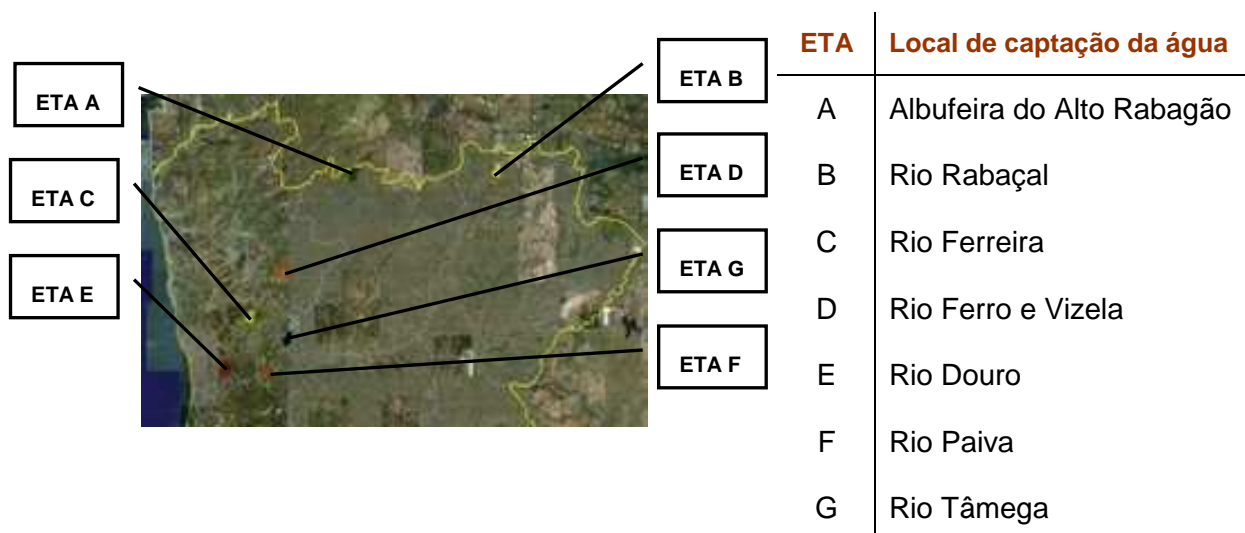 ETA A
ETA C
ETA E
ETA B
ETA D
ETA G
ETA F
ETA Local de captação da água
A Albufeira do Alto Rabagão
B Rio Rabaçal
C Rio Ferreira
D Rio Ferro e Vizela
E Rio Douro
F Rio Paiva
G Rio Tâmega